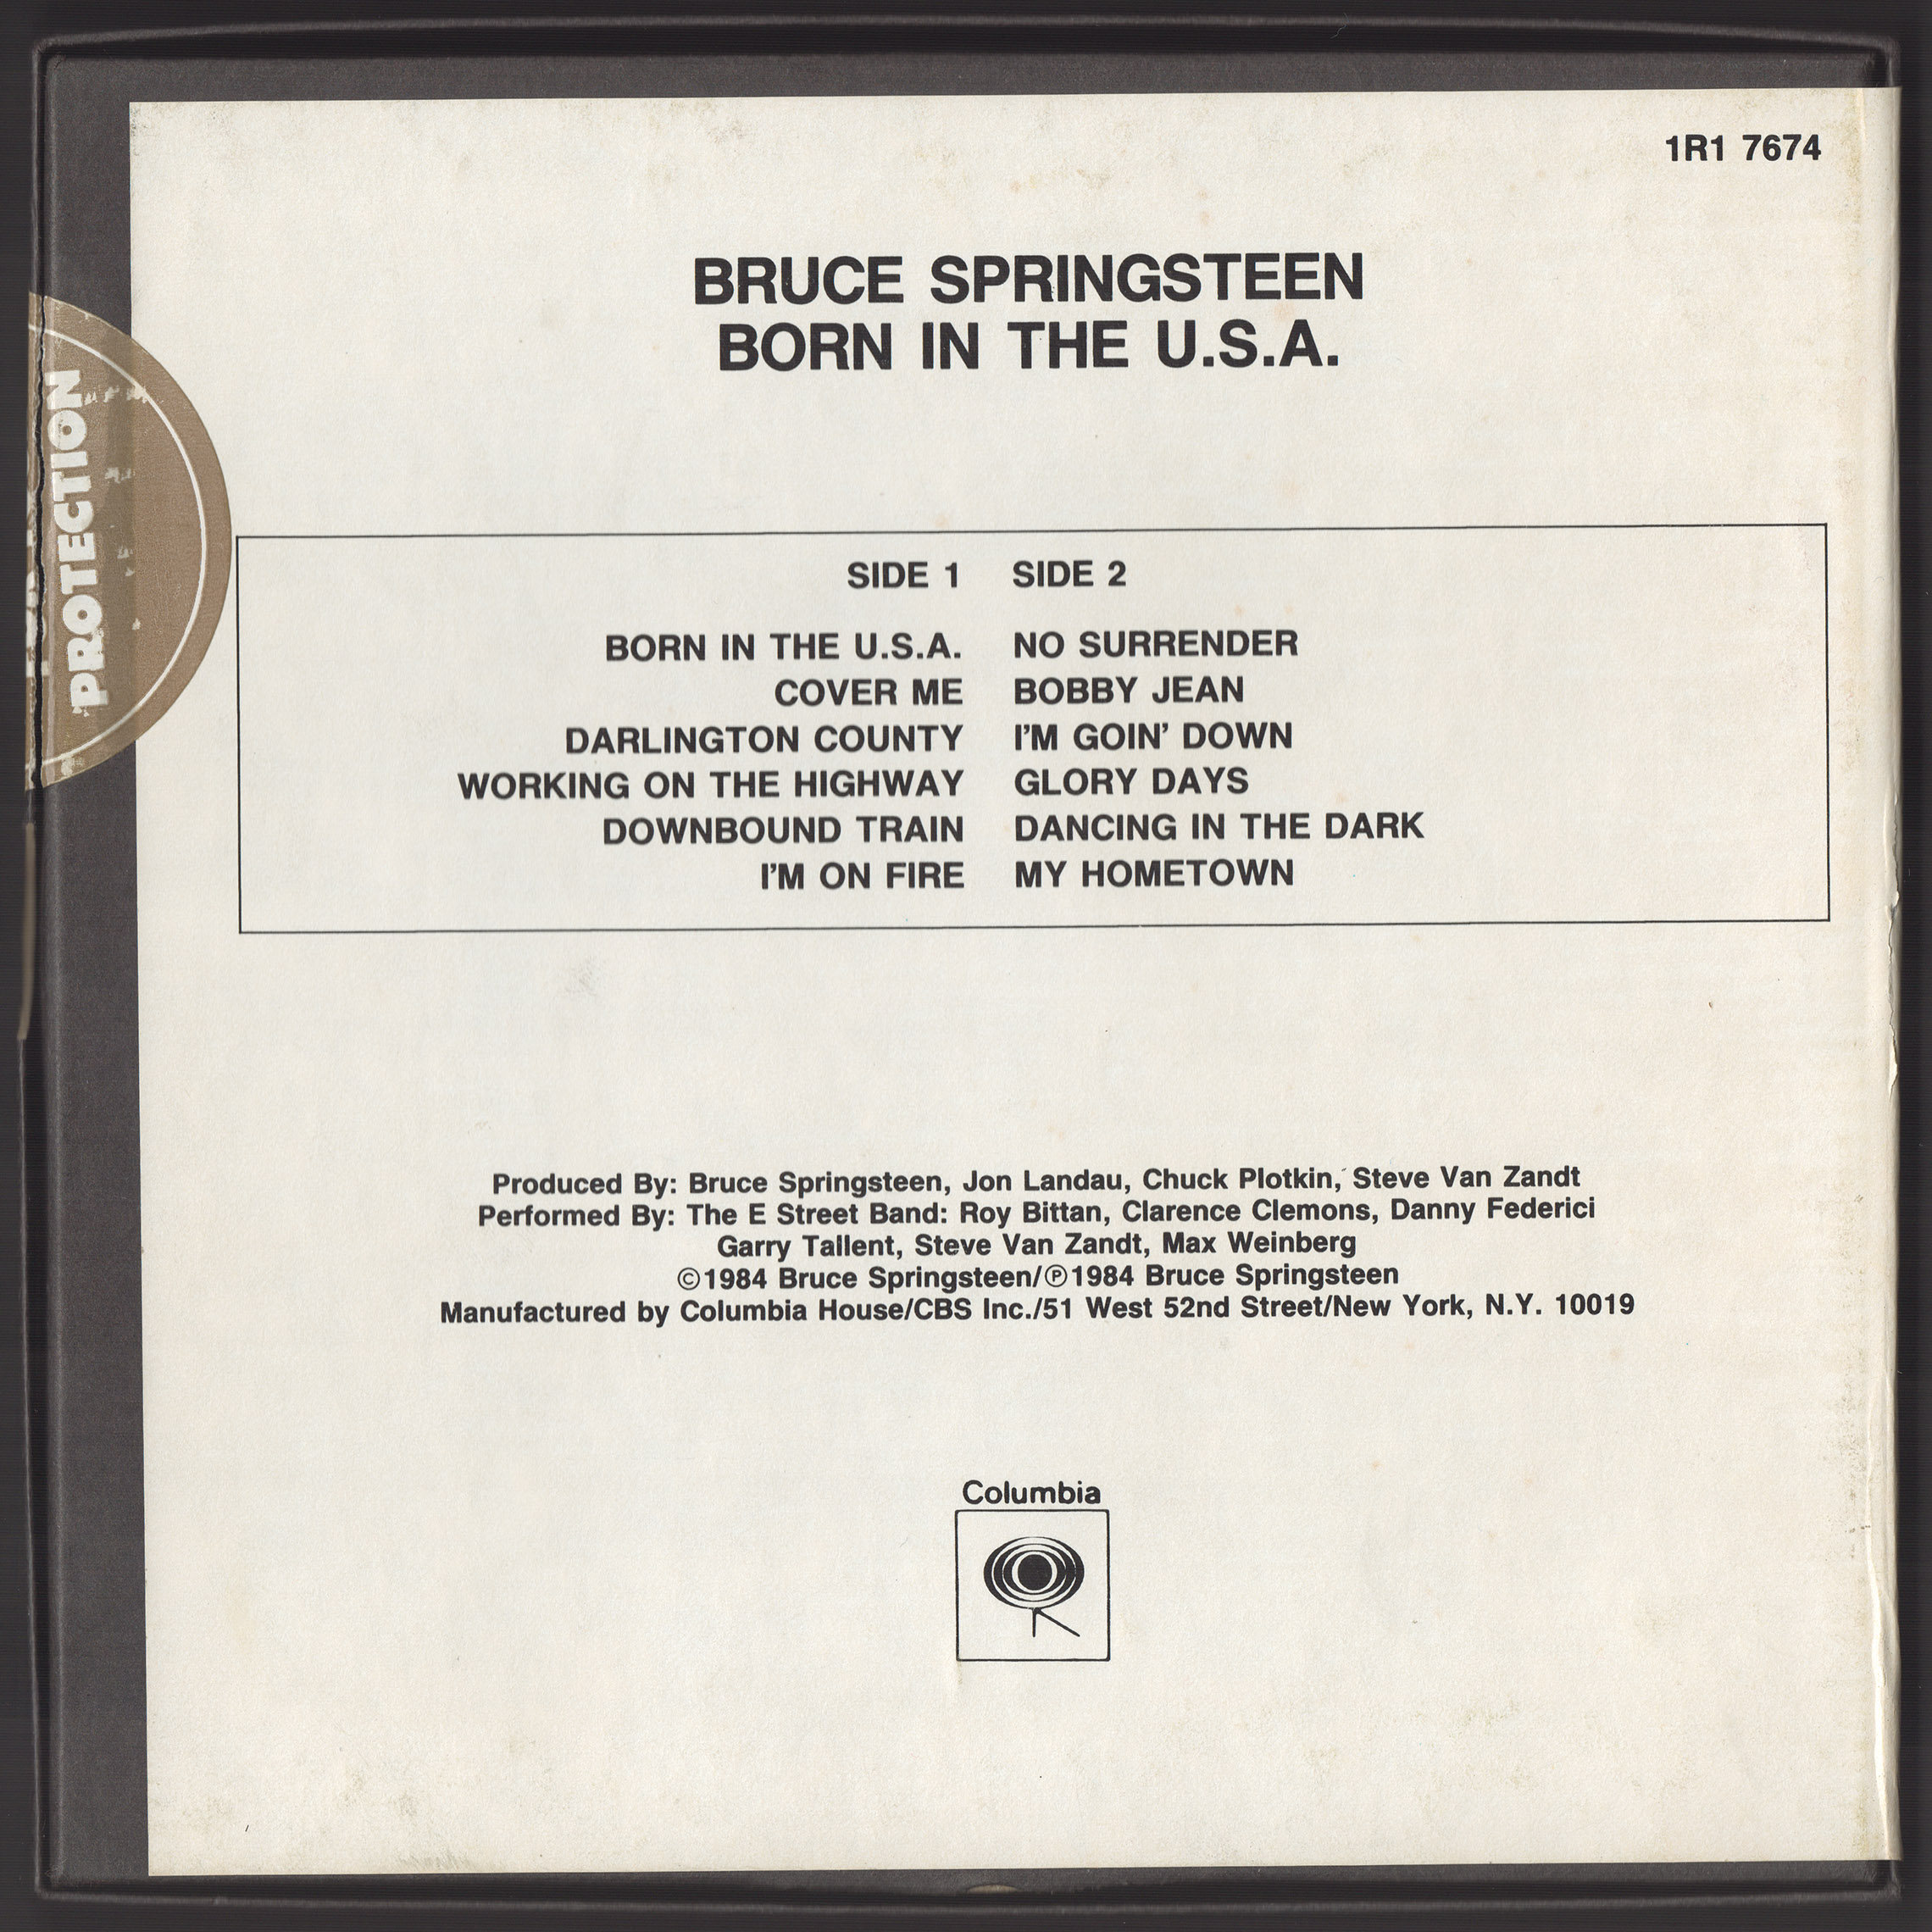 1R1 7674
BRUCE SPRINGSTEEN
BORN IN THE U.S.A.
PROTECTION
SIDE 1
BORN IN THE U.S.A.
COVER ME
DARLINGTON COUNTY
WORKING ON THE HIGHWAY
DOWNBOUND TRAIN
I'M ON FIRE
SIDE 2
NO SURRENDER
BOBBY JEAN
I'M GOIN' DOWN
GLORY DAYS
DANCING IN THE DARK
MY HOMETOWN
Produced By: Bruce Springsteen, Jon Landau, Chuck Plotkin, Steve Van Zandt
Performed By: The E Street Band: Roy Bittan, Clarence Clemons, Danny Federici
Garry Tallent, Steve Van Zandt, Max Weinberg
©1984 Bruce Springsteen/℗1984 Bruce Springsteen
Manufactured by Columbia House/CBS Inc./51 West 52nd Street/New York, N.Y. 10019
Columbia